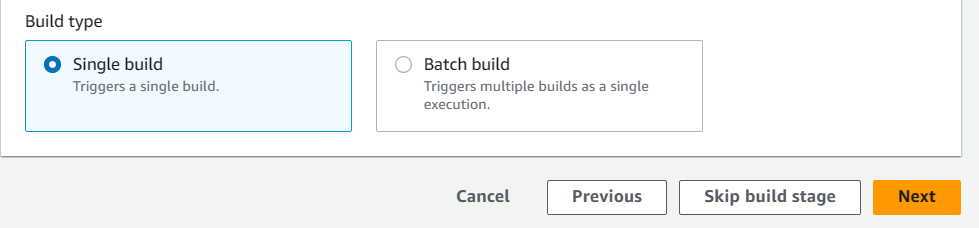 Build type
Single build
Triggers a single build.
Batch build
Triggers multiple builds as a single
execution.
Cancel
Previous
Skip build stage
Next